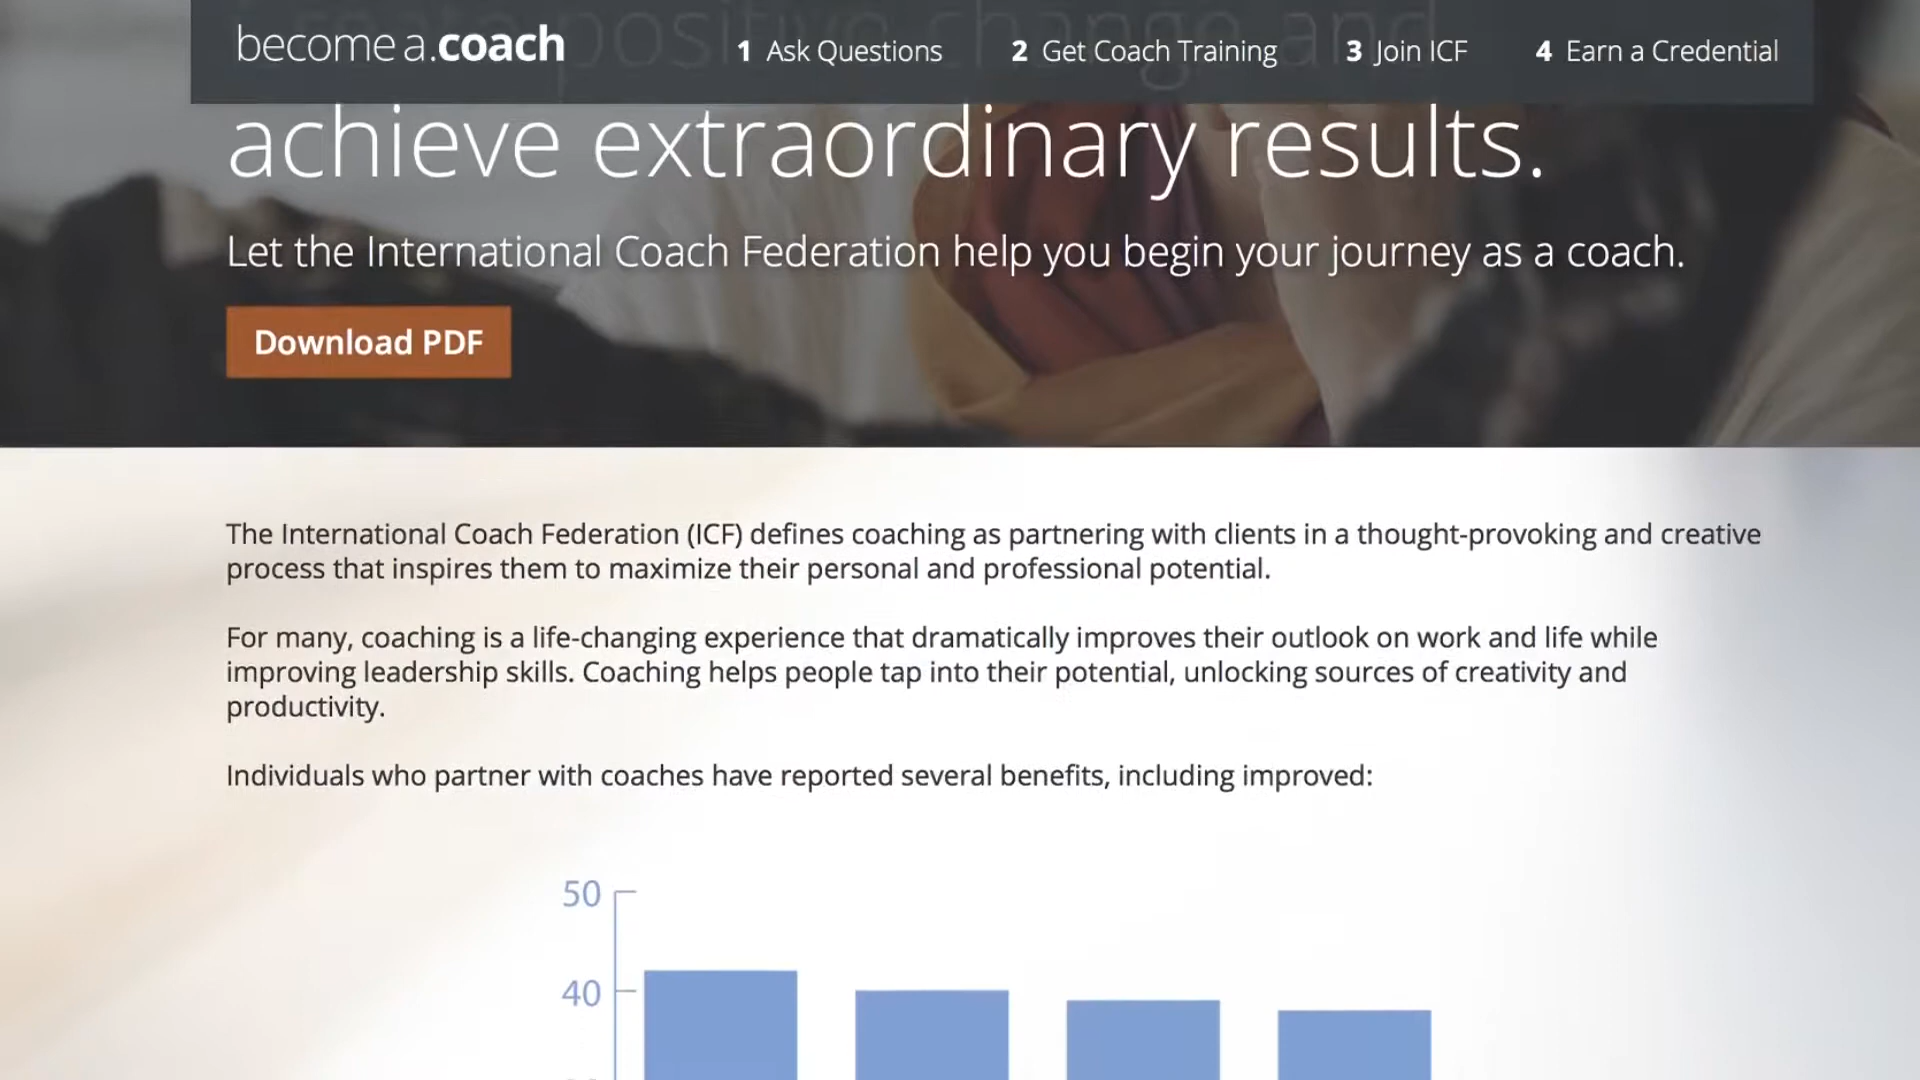 become a.coach
1 Ask Questions
2 Get Coach Training
3 Join ICF
4 Earn a Credential
create positive change and
achieve extraordinary results.
Let the International Coach Federation help you begin your journey as a coach.
Download PDF
The International Coach Federation (ICF) defines coaching as partnering with clients in a thought-provoking and creative
process that inspires them to maximize their personal and professional potential.
For many, coaching is a life-changing experience that dramatically improves their outlook on work and life while
improving leadership skills. Coaching helps people tap into their potential, unlocking sources of creativity and
productivity.
Individuals who partner with coaches have reported several benefits, including improved:
50
40